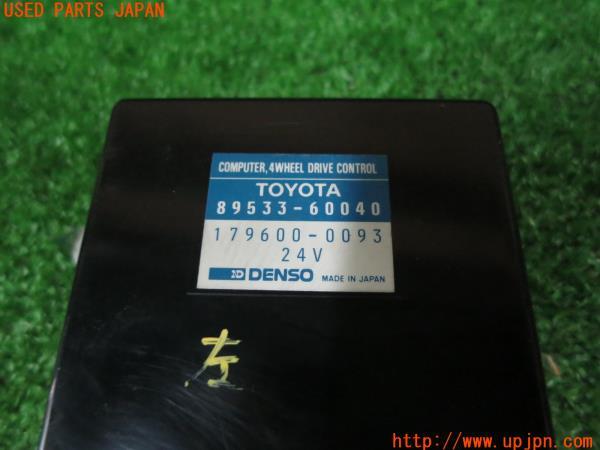 USED PARTS JAPAN
COMPUTER, 4WHEEL DRIVE CONTROL
TOYOTA
89533-60040
179600-0093
24V
ND DENSO MADE IN JAPAN
http://www.upjpn.com/